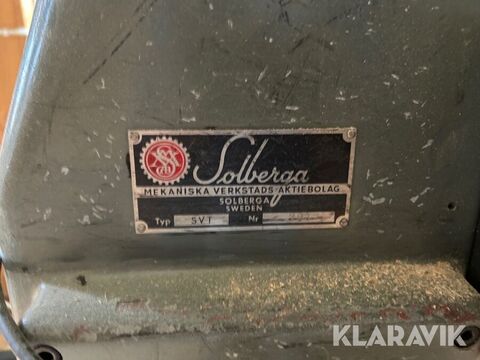 Solberga
MEKANISKA VERKSTADS-AKTIEBOLAG
SOLBERGA
SWEDEN
Typ SVT Nr
KLARAVIK